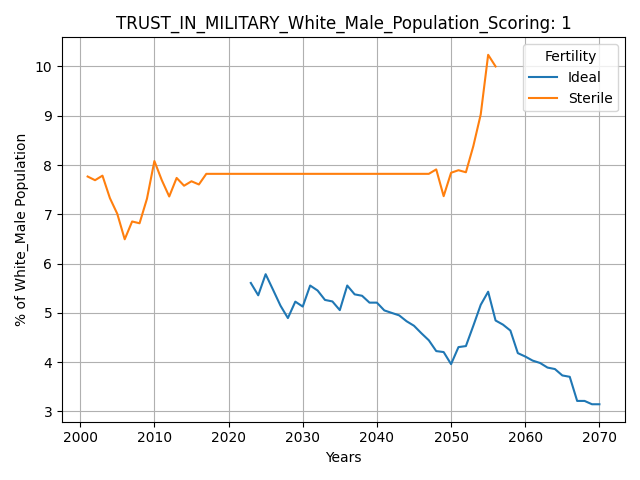 TRUST_IN_MILITARY_White_Male_Population_Scoring: 1
% of White_Male Population
10
9
8
7
6
5
4
3
Fertility
Ideal
Sterile
2000
2010
2020
2030
2040
2050
2060
2070
Years